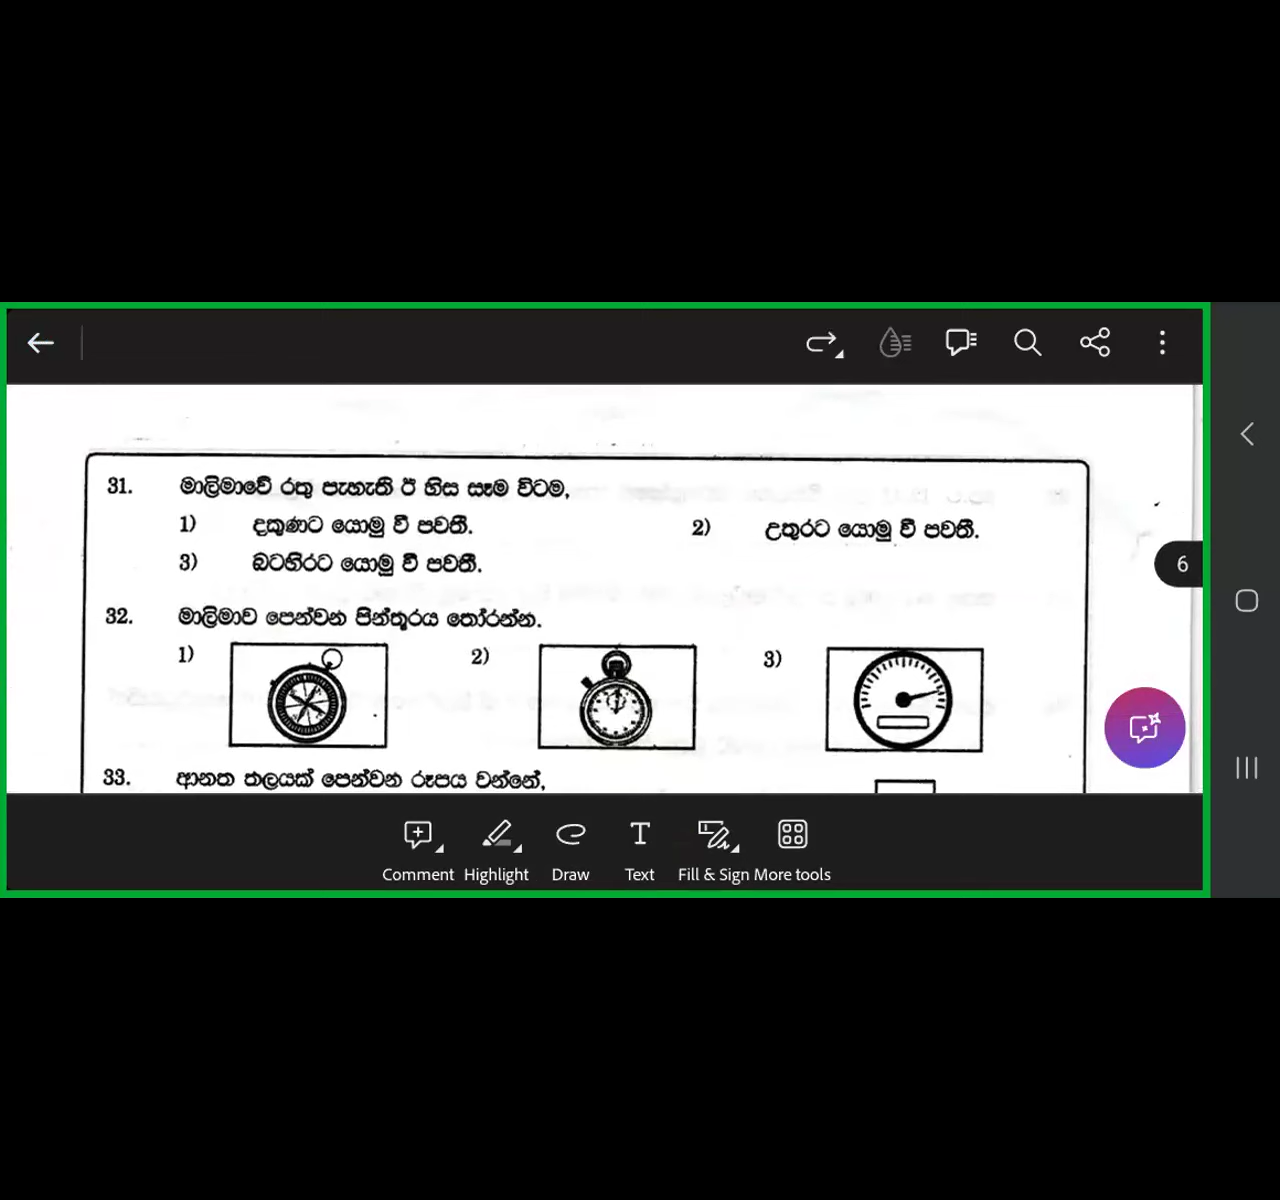 31. මාලිමාවේ රතු පැහැති ඊ හිස සෑම විටම,
1) දකුණට යොමු වී පවතී. 2) උතුරට යොමු වී පවතී.
3) බටහිරට යොමු වී පවතී.
6
32. මාලිමාව පෙන්වන පින්තූරය තෝරන්න.
1) 2) 3)
33. ආනත තලයක් පෙන්වන රූපය වන්නේ,
Comment Highlight Draw Text Fill & Sign More tools